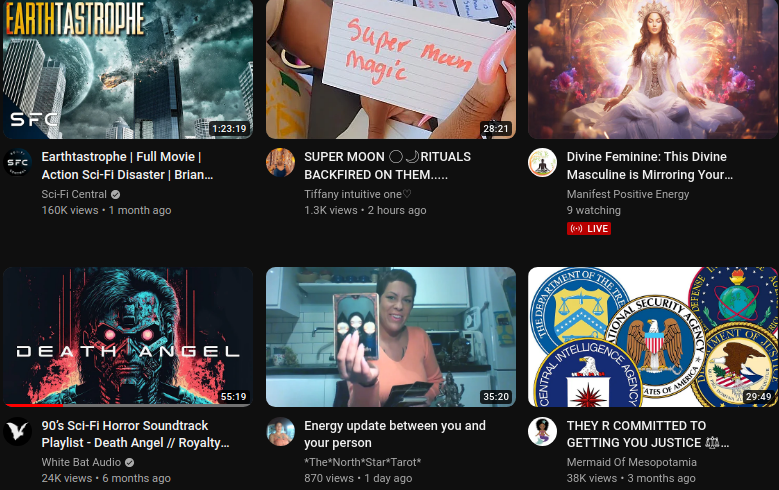 EARTHTASTROPHE
SFC
1:23:19
Super Moon
magic
28:21
SFC
Earthtastrophe | Full Movie |
Action Sci-Fi Disaster | Brian…
Sci-Fi Central
160K views • 1 month ago
SUPER MOON 🌕🌙RITUALS
BACKFIRED ON THEM.....
Tiffany intuitive one♡
1.3K views • 2 hours ago
Divine Feminine: This Divine
Masculine is Mirroring Your…
Manifest Positive Energy
9 watching
LIVE
DEATH ANGEL
55:19
35:20
THE DEPARTMENT OF THE TRE
NATIONAL SECURITY AGENCY
STATES OF AMERICA
DEFENSE
CENTRAL INTELLIGENCE AGENCY
MENT OF JU
29:49
90's Sci-Fi Horror Soundtrack
Playlist - Death Angel // Royalty…
White Bat Audio
24K views • 6 months ago
Energy update between you and
your person
*The*North*Star*Tarot*
870 views • 1 day ago
THEY R COMMITTED TO
GETTING YOU JUSTICE ⚖️…
Mermaid Of Mesopotamia
38K views • 3 months ago